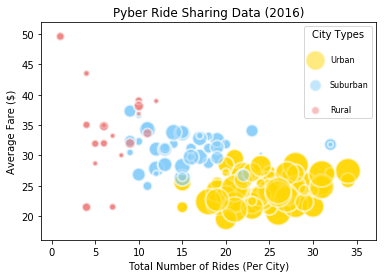 Pyber Ride Sharing Data (2016)
City Types
Urban
Suburban
Rural
Average Fare ($)
50
45
40
35
30
25
20
0 5 10 15 20 25 30 35
Total Number of Rides (Per City)